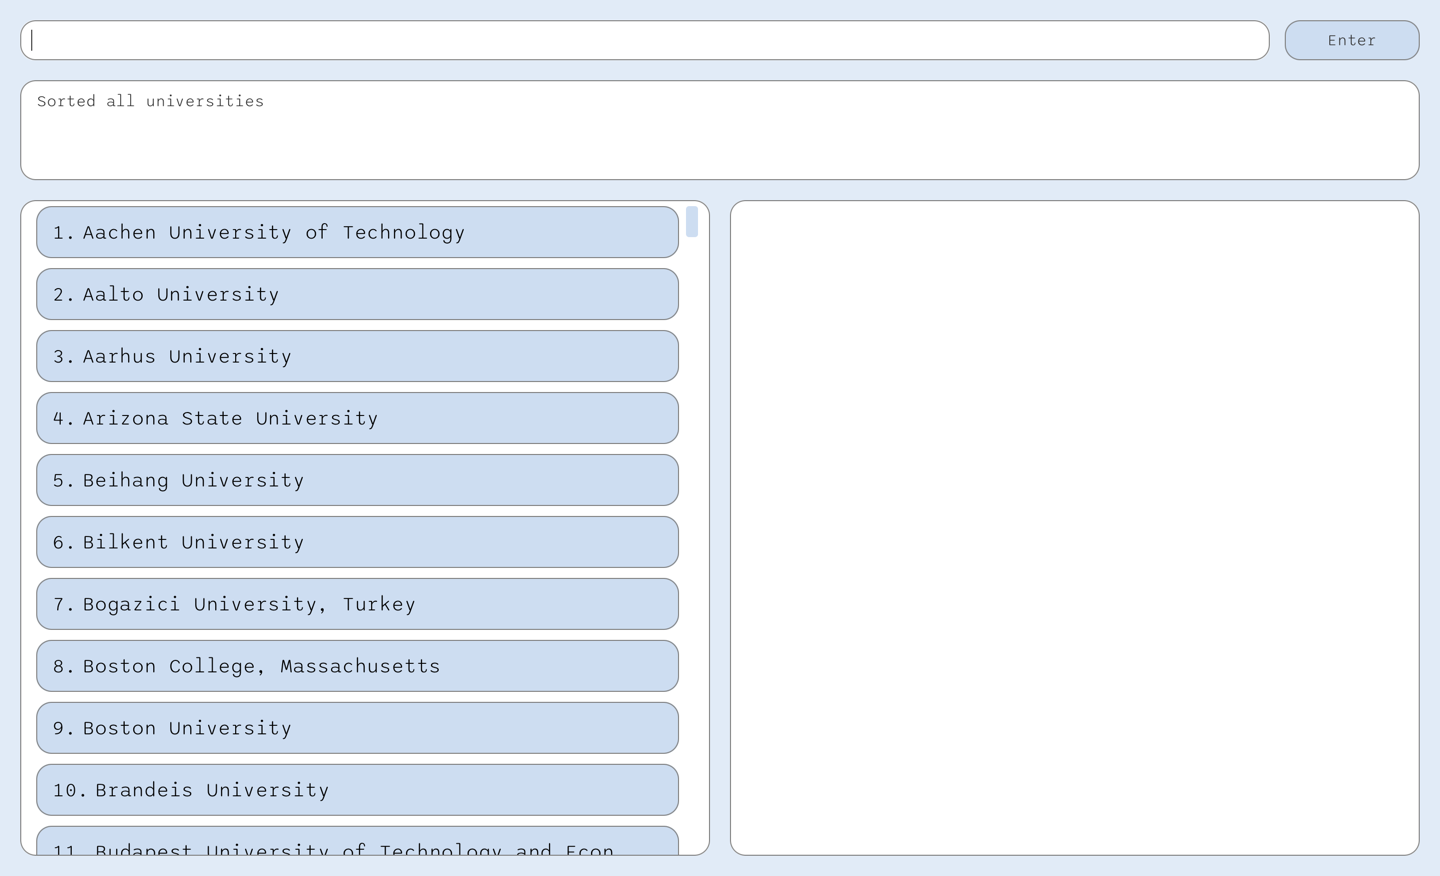 Enter
Sorted all universities
1. Aachen University of Technology
2. Aalto University
3. Aarhus University
4. Arizona State University
5. Beihang University
6. Bilkent University
7. Bogazici University, Turkey
8. Boston College, Massachusetts
9. Boston University
10. Brandeis University
11. Budapest University of Technology and Econ